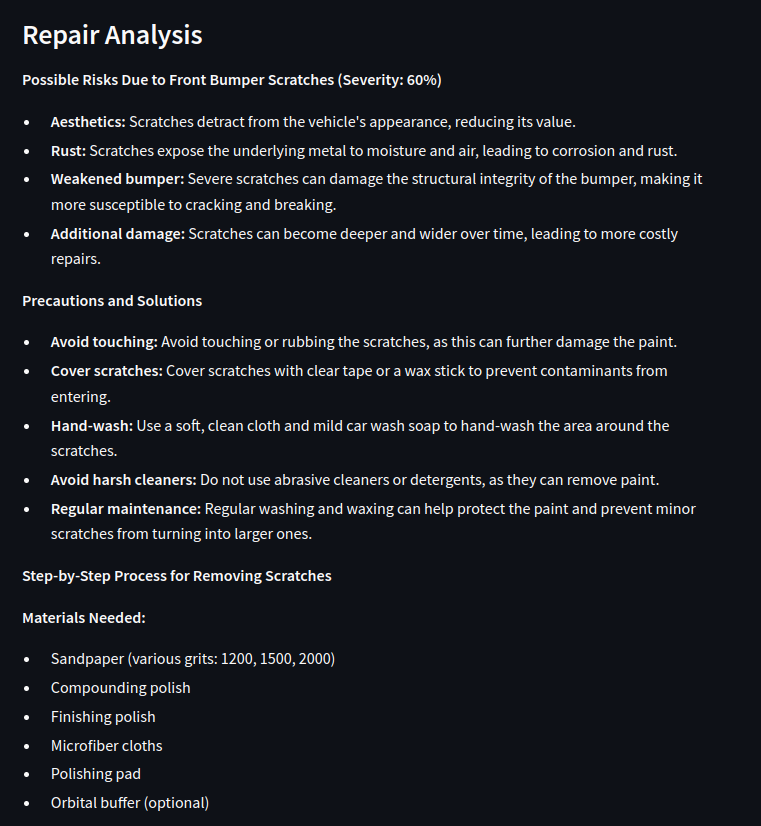 Repair Analysis
Possible Risks Due to Front Bumper Scratches (Severity: 60%)
• Aesthetics: Scratches detract from the vehicle's appearance, reducing its value.
• Rust: Scratches expose the underlying metal to moisture and air, leading to corrosion and rust.
• Weakened bumper: Severe scratches can damage the structural integrity of the bumper, making it
more susceptible to cracking and breaking.
• Additional damage: Scratches can become deeper and wider over time, leading to more costly
repairs.
Precautions and Solutions
• Avoid touching: Avoid touching or rubbing the scratches, as this can further damage the paint.
• Cover scratches: Cover scratches with clear tape or a wax stick to prevent contaminants from
entering.
• Hand-wash: Use a soft, clean cloth and mild car wash soap to hand-wash the area around the
scratches.
• Avoid harsh cleaners: Do not use abrasive cleaners or detergents, as they can remove paint.
• Regular maintenance: Regular washing and waxing can help protect the paint and prevent minor
scratches from turning into larger ones.
Step-by-Step Process for Removing Scratches
Materials Needed:
• Sandpaper (various grits: 1200, 1500, 2000)
• Compounding polish
• Finishing polish
• Microfiber cloths
• Polishing pad
• Orbital buffer (optional)